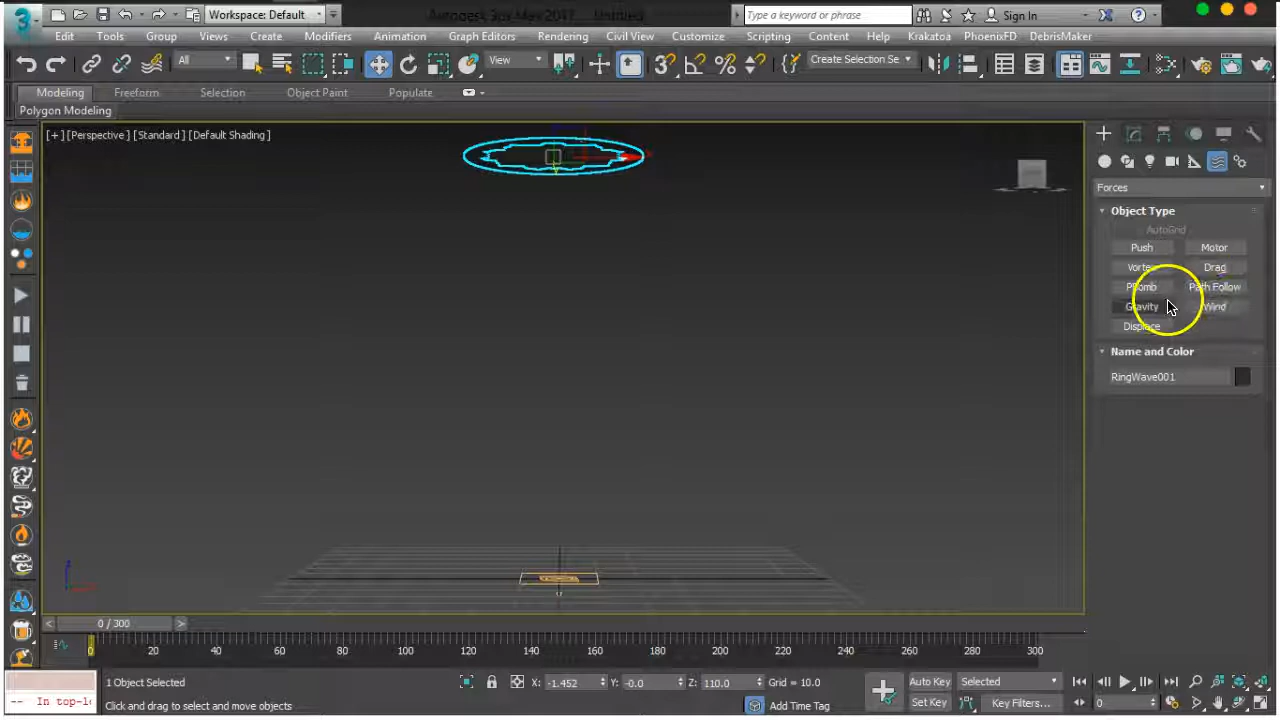 3 Workspace: Default Autodesk 3ds Max 2017 Untitled Type a keyword or phrase Sign In
Edit Tools Group Views Create Modifiers Animation Graph Editors Rendering Civil View Customize Scripting Content Help Krakatoa PhoenixFD DebrisMaker
All View Create Selection Se
Modeling Freeform Selection Object Paint Populate
Polygon Modeling
[+] [Perspective] [Standard] [Default Shading]
Forces
Object Type
AutoGrid
Push Motor
Vortex Drag
PBomb Path Follow
Gravity Wind
Displace
Name and Color
RingWave001
< 0 / 300 >
0 20 40 60 80 100 120 140 160 180 200 220 240 260 280 300
1 Object Selected X: -1.452 Y: -0.0 Z: 110.0 Grid = 10.0 Auto Key Selected
-- In top-le Click and drag to select and move objects Add Time Tag Set Key Key Filters... 0